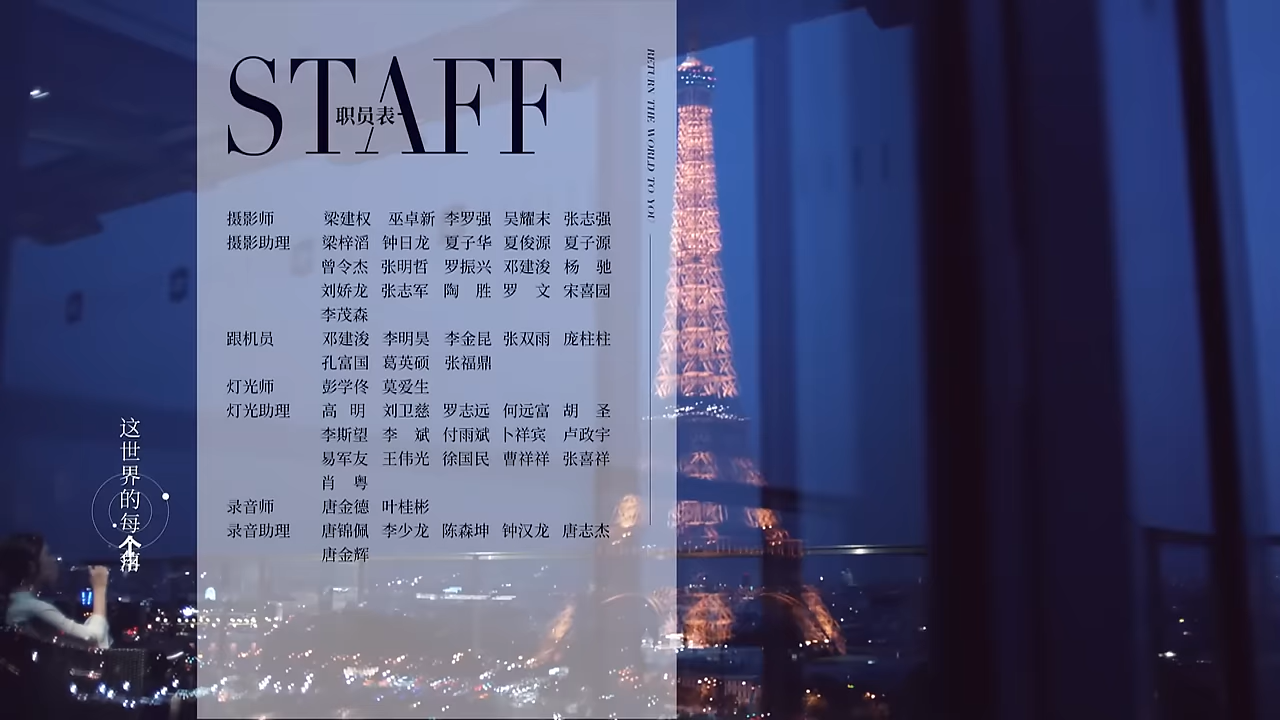 STAFF
职员表
RETURN THE WORLD TO YOU
摄影师 梁建权 巫卓新 李罗强 吴耀末 张志强
摄影助理 梁梓滔 钟日龙 夏子华 夏俊源 夏子源
曾令杰 张明哲 罗振兴 邓建浚 杨 驰
刘娇龙 张志军 陶 胜 罗 文 宋喜园
李茂森
跟机员 邓建浚 李明昊 李金昆 张双雨 庞柱柱
孔富国 葛英硕 张福鼎
灯光师 彭学佟 莫爱生
灯光助理 高 明 刘卫慈 罗志远 何远富 胡 圣
李斯望 李 斌 付雨斌 卜祥宾 卢政宇
易军友 王伟光 徐国民 曹祥祥 张喜祥
肖 粤
录音师 唐金德 叶桂彬
录音助理 唐锦佩 李少龙 陈森坤 钟汉龙 唐志杰
唐金辉
这世界的每个